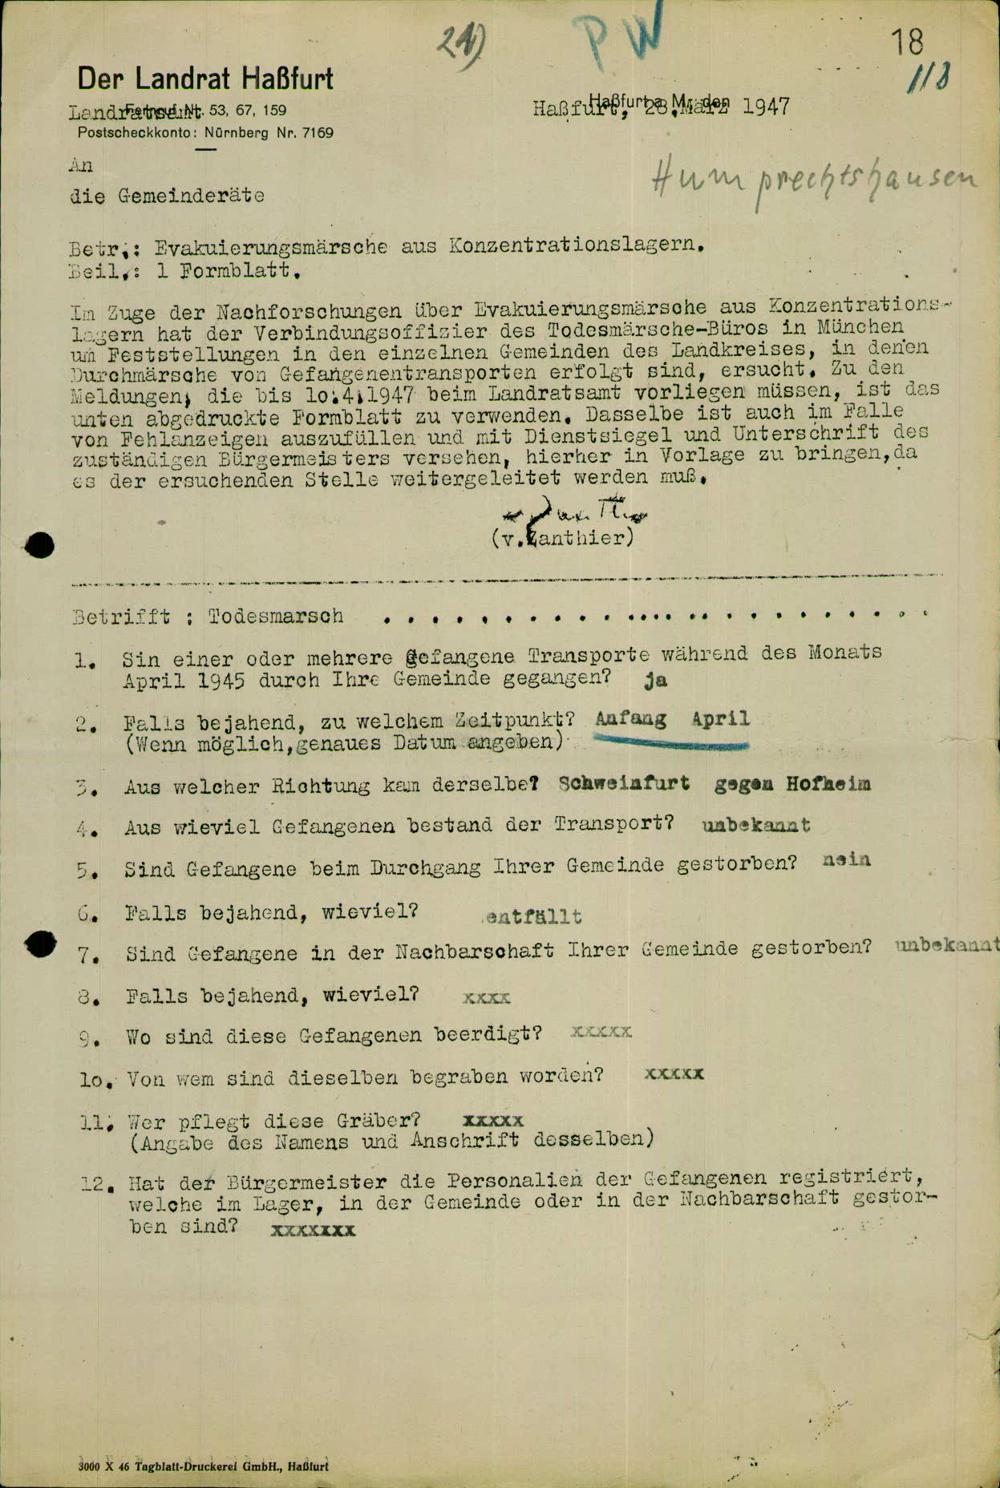 24)
PW
18
118
Der Landrat Haßfurt
Landratsamt
Fernruf Nr. 53, 67, 159
Postscheckkonto: Nürnberg Nr. 7169
Haßfurt, 28. März 1947
An
die Gemeinderäte
Humprechtshausen
Betr.: Evakuierungsmärsche aus Konzentrationslagern.
Beil.: 1 Formblatt.
Im Zuge der Nachforschungen über Evakuierungsmärsche aus Konzentrations-
lagern hat der Verbindungsoffizier des Todesmärsche-Büros in München
um Feststellungen in den einzelnen Gemeinden des Landkreises, in denen
Durchmärsche von Gefangenentransporten erfolgt sind, ersucht. Zu den
Meldungen, die bis 10.4.1947 beim Landratsamt vorliegen müssen, ist das
unten abgedruckte Formblatt zu verwenden. Dasselbe ist auch im Falle
von Fehlanzeigen auszufüllen und mit Dienstsiegel und Unterschrift des
zuständigen Bürgermeisters versehen, hierher in Vorlage zu bringen, da
es der ersuchenden Stelle weitergeleitet werden muß.
(v.Zanthier)
Betrifft : Todesmarsch . . . . . . . . . . . . . . . . . . . . . . . . .
1. Sin einer oder mehrere gefangene Transporte während des Monats
April 1945 durch Ihre Gemeinde gegangen? ja
2. Falls bejahend, zu welchem Zeitpunkt? Anfang April
(Wenn möglich, genaues Datum angeben)
3. Aus welcher Richtung kam derselbe? Schweinfurt gegen Hofheim
4. Aus wieviel Gefangenen bestand der Transport? unbekannt
5. Sind Gefangene beim Durchgang Ihrer Gemeinde gestorben? nein
6. Falls bejahend, wieviel? entfällt
7. Sind Gefangene in der Nachbarschaft Ihrer Gemeinde gestorben? unbekannt
8. Falls bejahend, wieviel? xxxx
9. Wo sind diese Gefangenen beerdigt? xxxxx
10. Von wem sind dieselben begraben worden? xxxxx
11. Wer pflegt diese Gräber? xxxxx
(Angabe des Namens und Anschrift desselben)
12. Hat der Bürgermeister die Personalien der Gefangenen registriert,
welche im Lager, in der Gemeinde oder in der Nachbarschaft gestor-
ben sind? xxxxxxx
3000 X 46 Tagblatt-Druckerei GmbH., Haßfurt